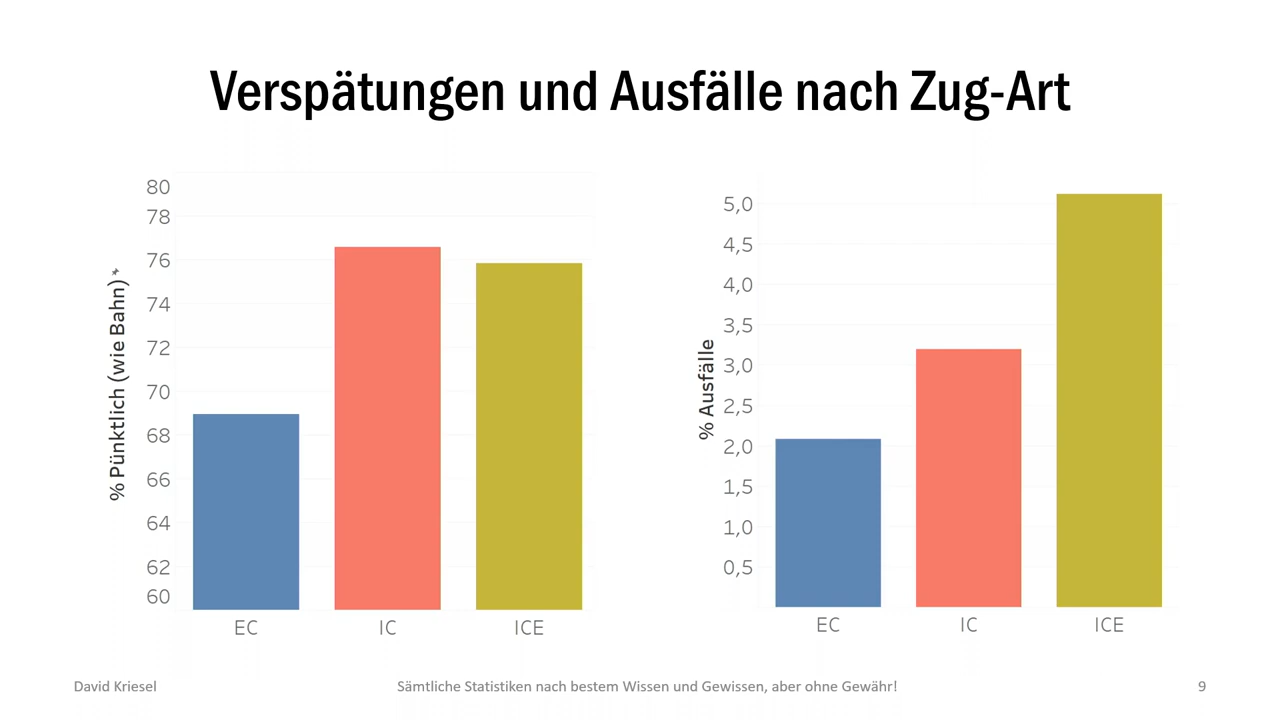 Verspätungen und Ausfälle nach Zug-Art
% Pünktlich (wie Bahn)*
80
78
76
74
72
70
68
66
64
62
60
EC
IC
ICE
% Ausfälle
5,0
4,5
4,0
3,5
3,0
2,5
2,0
1,5
1,0
0,5
EC
IC
ICE
David Kriesel
Sämtliche Statistiken nach bestem Wissen und Gewissen, aber ohne Gewähr!
9